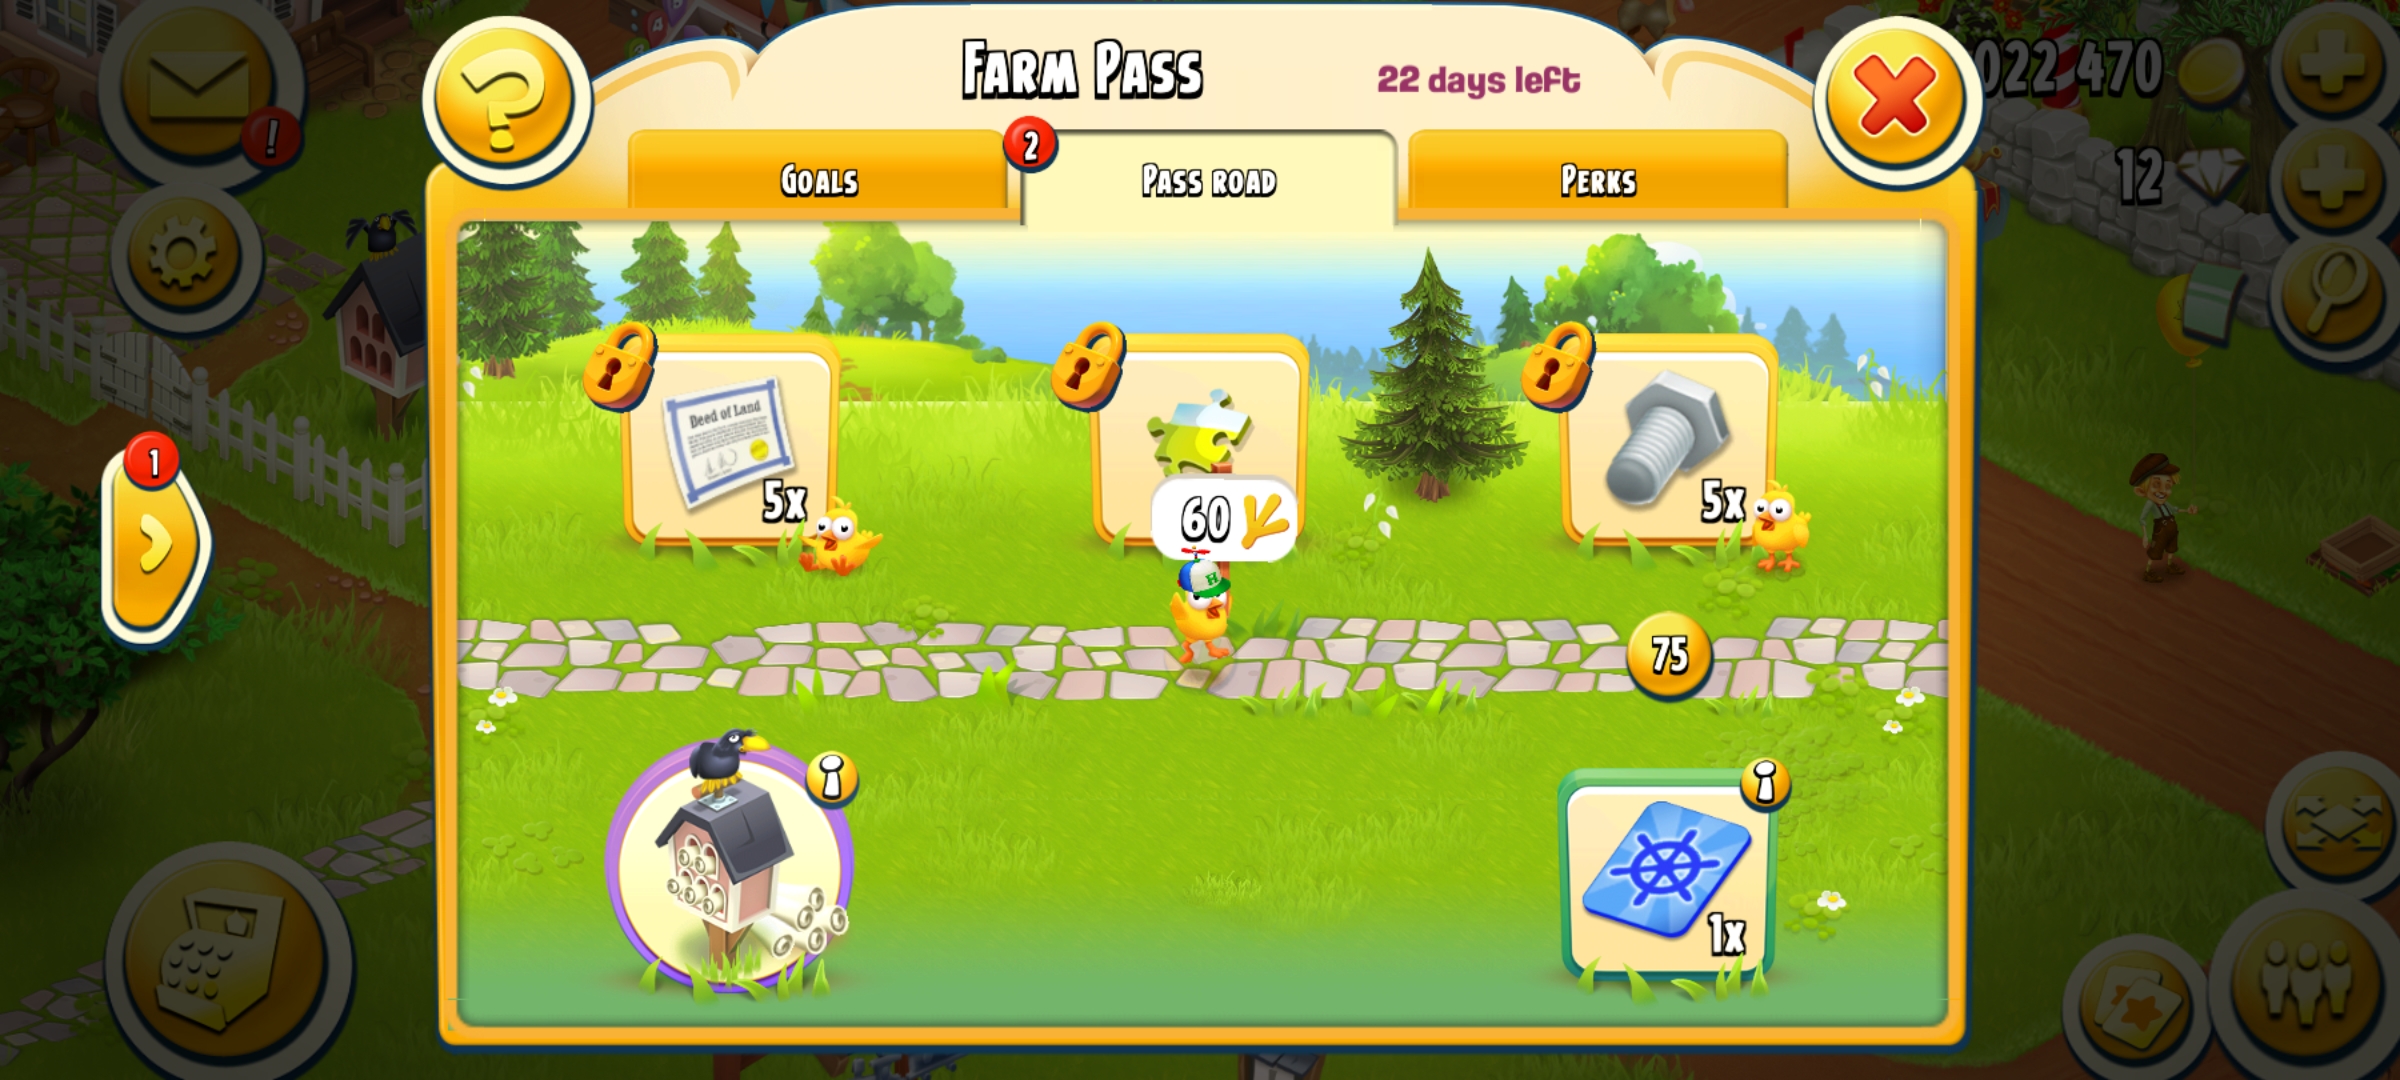 FARM PASS
22 days left
022 470
!
2
GOALS
PASS ROAD
PERKS
12
Deed of Land
5x
60
5x
1
H
75
1x